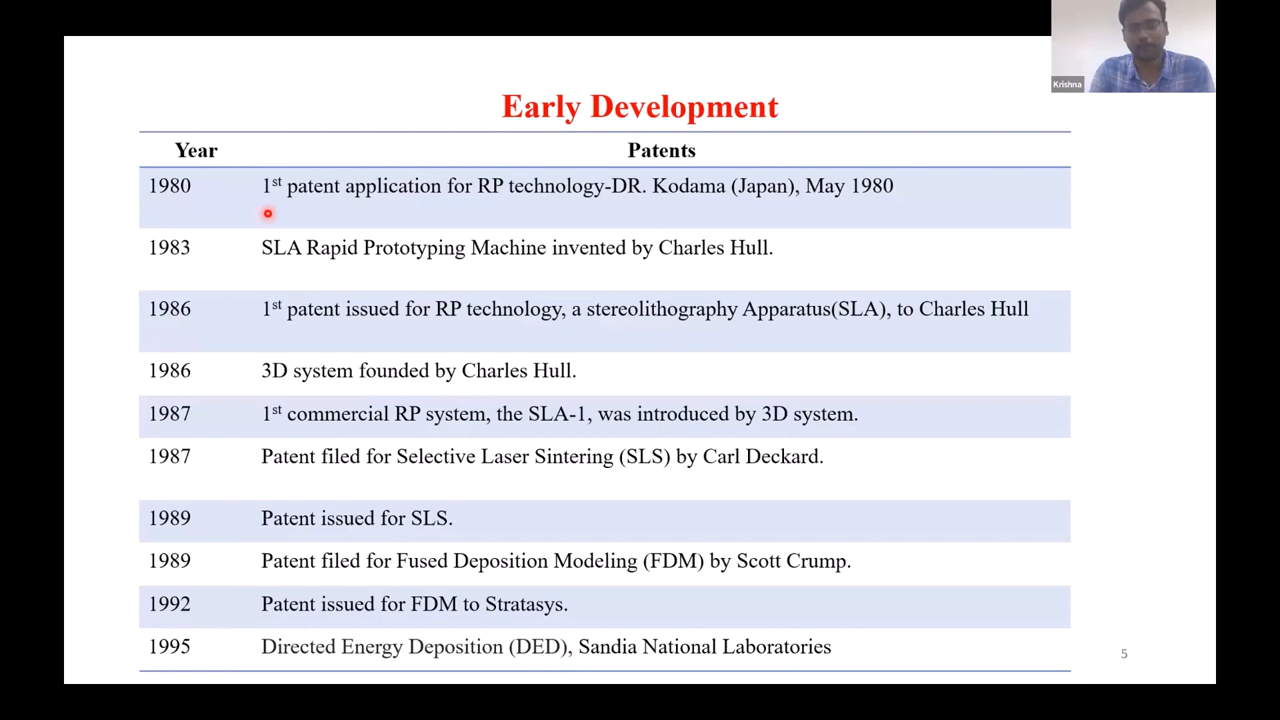 Krishna
Early Development
Year Patents
1980 1st patent application for RP technology-DR. Kodama (Japan), May 1980
1983 SLA Rapid Prototyping Machine invented by Charles Hull.
1986 1st patent issued for RP technology, a stereolithography Apparatus(SLA), to Charles Hull
1986 3D system founded by Charles Hull.
1987 1st commercial RP system, the SLA-1, was introduced by 3D system.
1987 Patent filed for Selective Laser Sintering (SLS) by Carl Deckard.
1989 Patent issued for SLS.
1989 Patent filed for Fused Deposition Modeling (FDM) by Scott Crump.
1992 Patent issued for FDM to Stratasys.
1995 Directed Energy Deposition (DED), Sandia National Laboratories
5